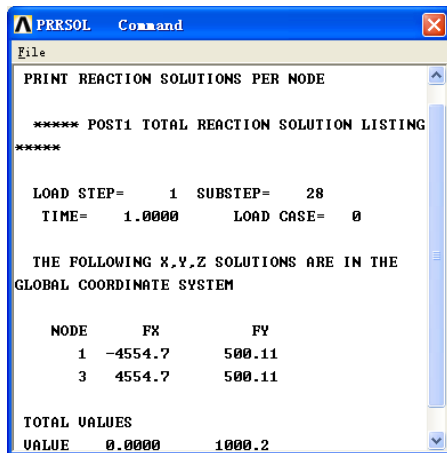 PRRSOL Command
File
PRINT REACTION SOLUTIONS PER NODE
***** POST1 TOTAL REACTION SOLUTION LISTING
*****
LOAD STEP= 1 SUBSTEP= 28
TIME= 1.0000 LOAD CASE= 0
THE FOLLOWING X,Y,Z SOLUTIONS ARE IN THE
GLOBAL COORDINATE SYSTEM
NODE FX FY
1 -4554.7 500.11
3 4554.7 500.11
TOTAL VALUES
VALUE 0.0000 1000.2